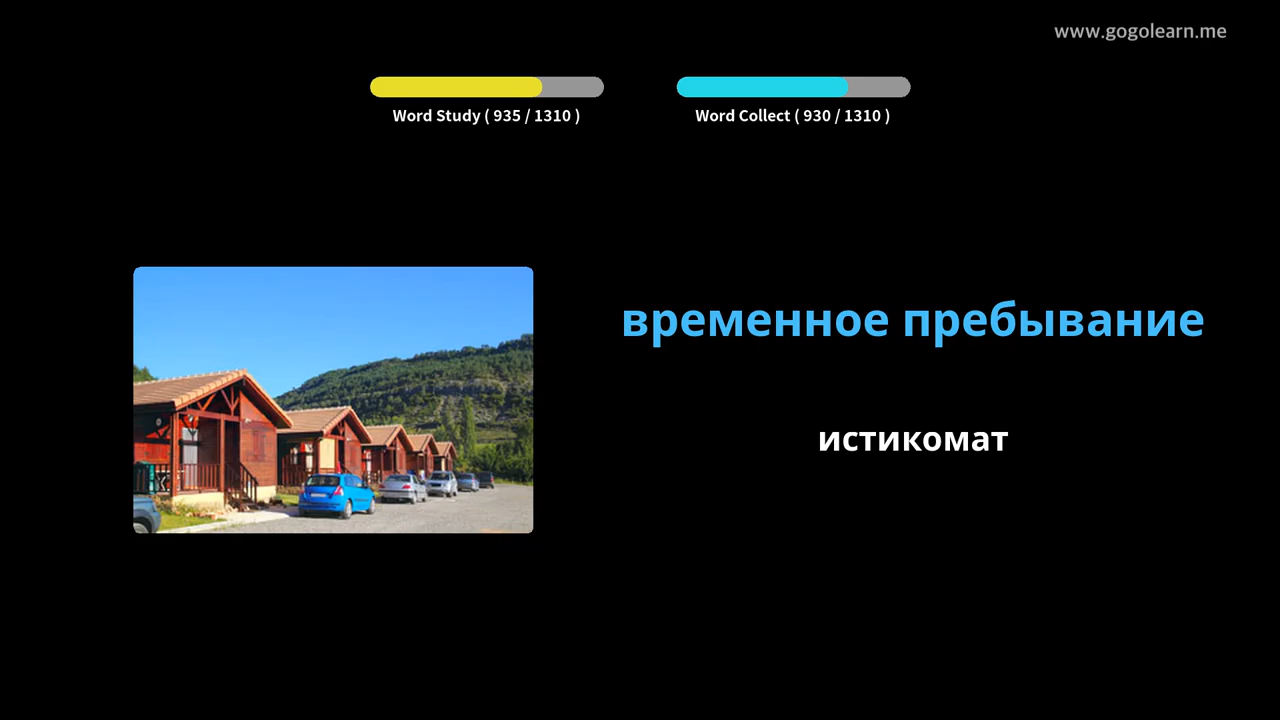 www.gogolearn.me
Word Study ( 935 / 1310 )
Word Collect ( 930 / 1310 )
временное пребывание
истикомат